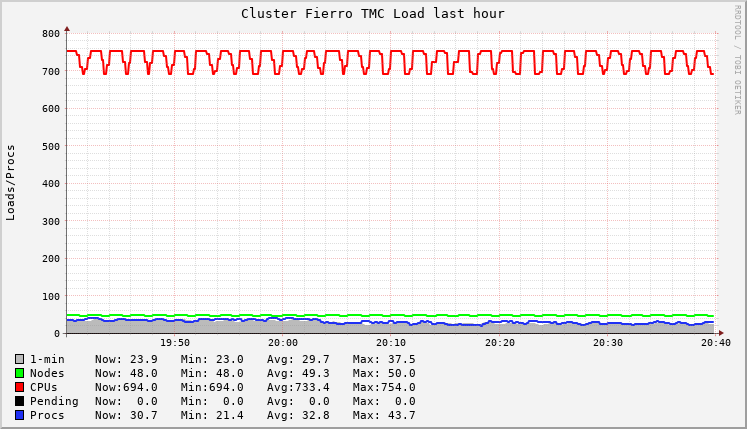 Cluster Fierro TMC Load last hour
RRDTOOL / TOBI OETIKER
Loads/Procs
800
700
600
500
400
300
200
100
0
19:50 20:00 20:10 20:20 20:30 20:40
1-min Now: 23.9 Min: 23.0 Avg: 29.7 Max: 37.5
Nodes Now: 48.0 Min: 48.0 Avg: 49.3 Max: 50.0
CPUs Now:694.0 Min:694.0 Avg:733.4 Max:754.0
Pending Now: 0.0 Min: 0.0 Avg: 0.0 Max: 0.0
Procs Now: 30.7 Min: 21.4 Avg: 32.8 Max: 43.7